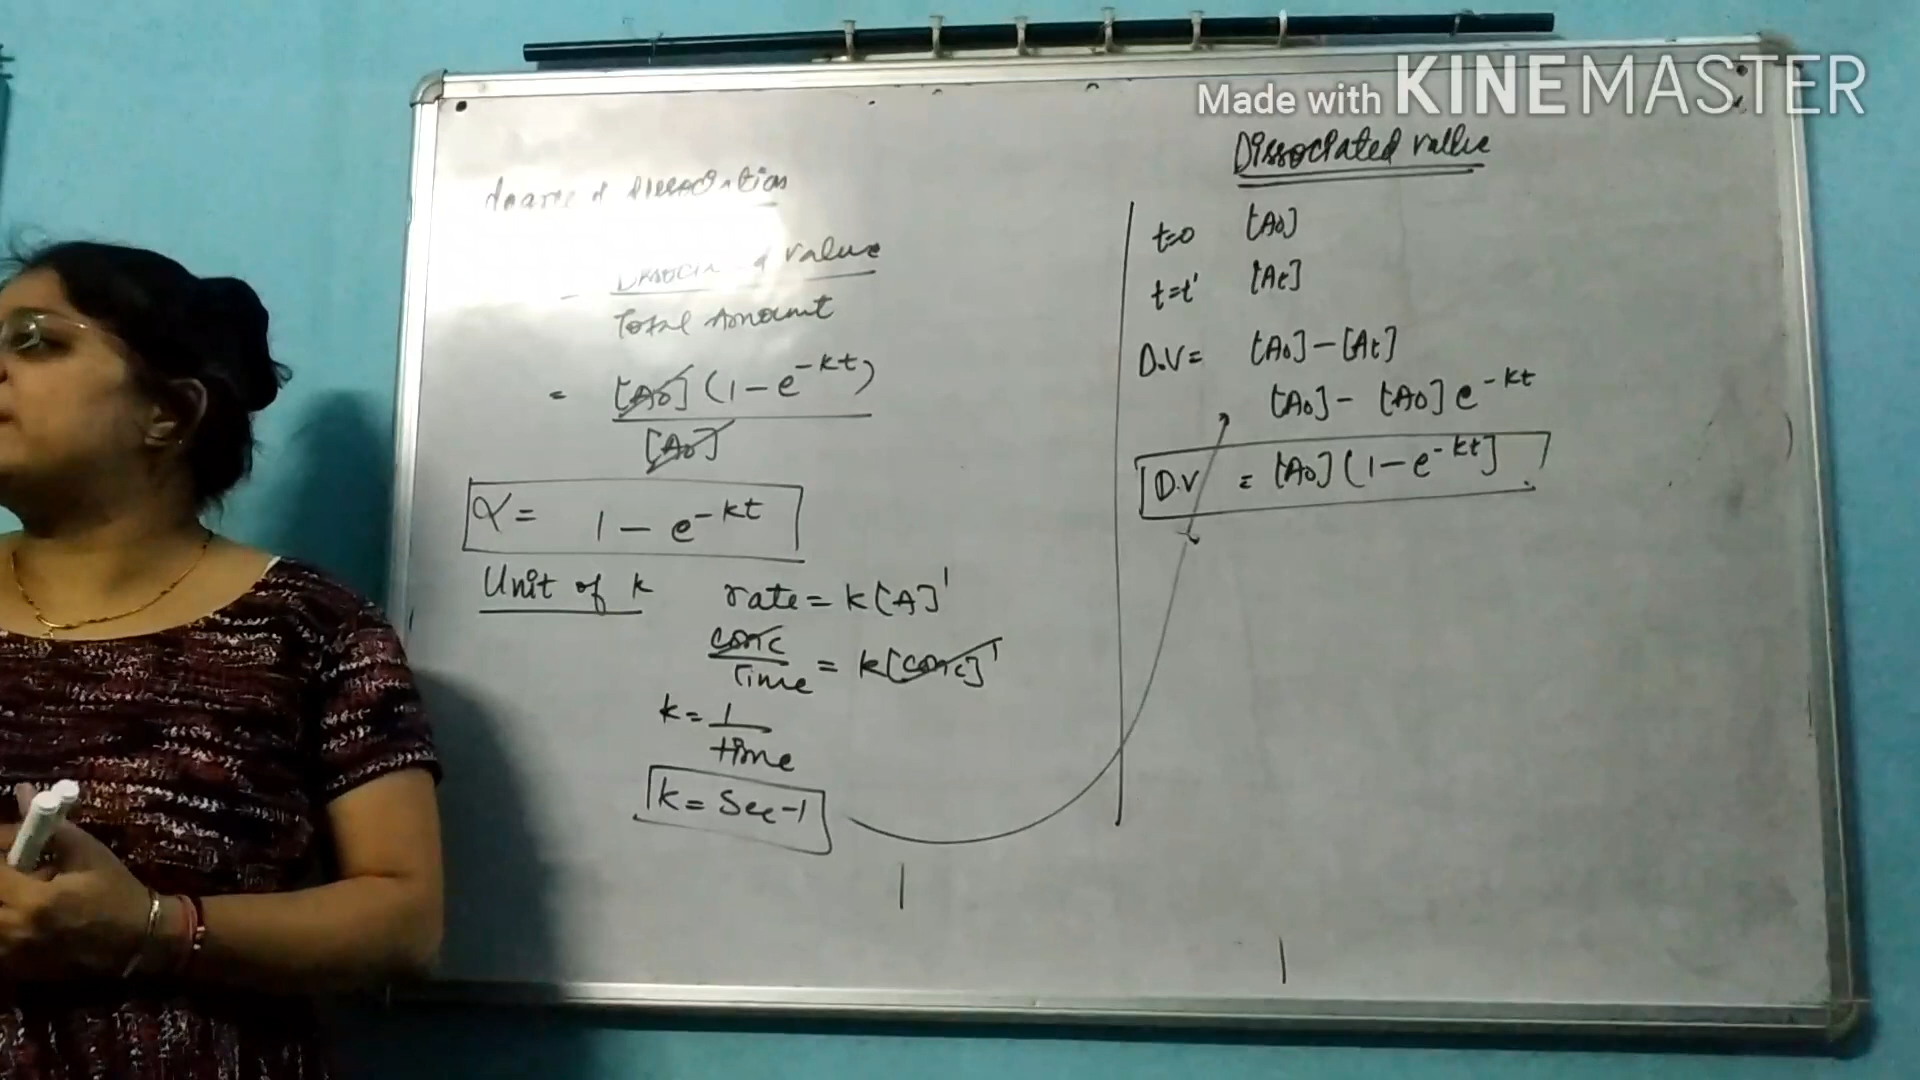 Made with KINEMASTER
degree of dissociation
= Dissociated value
Total Amount
= [A0] (1 - e^-kt)
[A0]
α = 1 - e^-kt
Unit of k
rate = k[A]^1
conc
Time = k[conc]^1
k = 1
time
k = Sec-1
Dissociated value
t=0 [A0]
t=t' [At]
D.V = [A0] - [At]
[A0] - [A0] e^-kt
D.V = [A0] (1 - e^-kt]